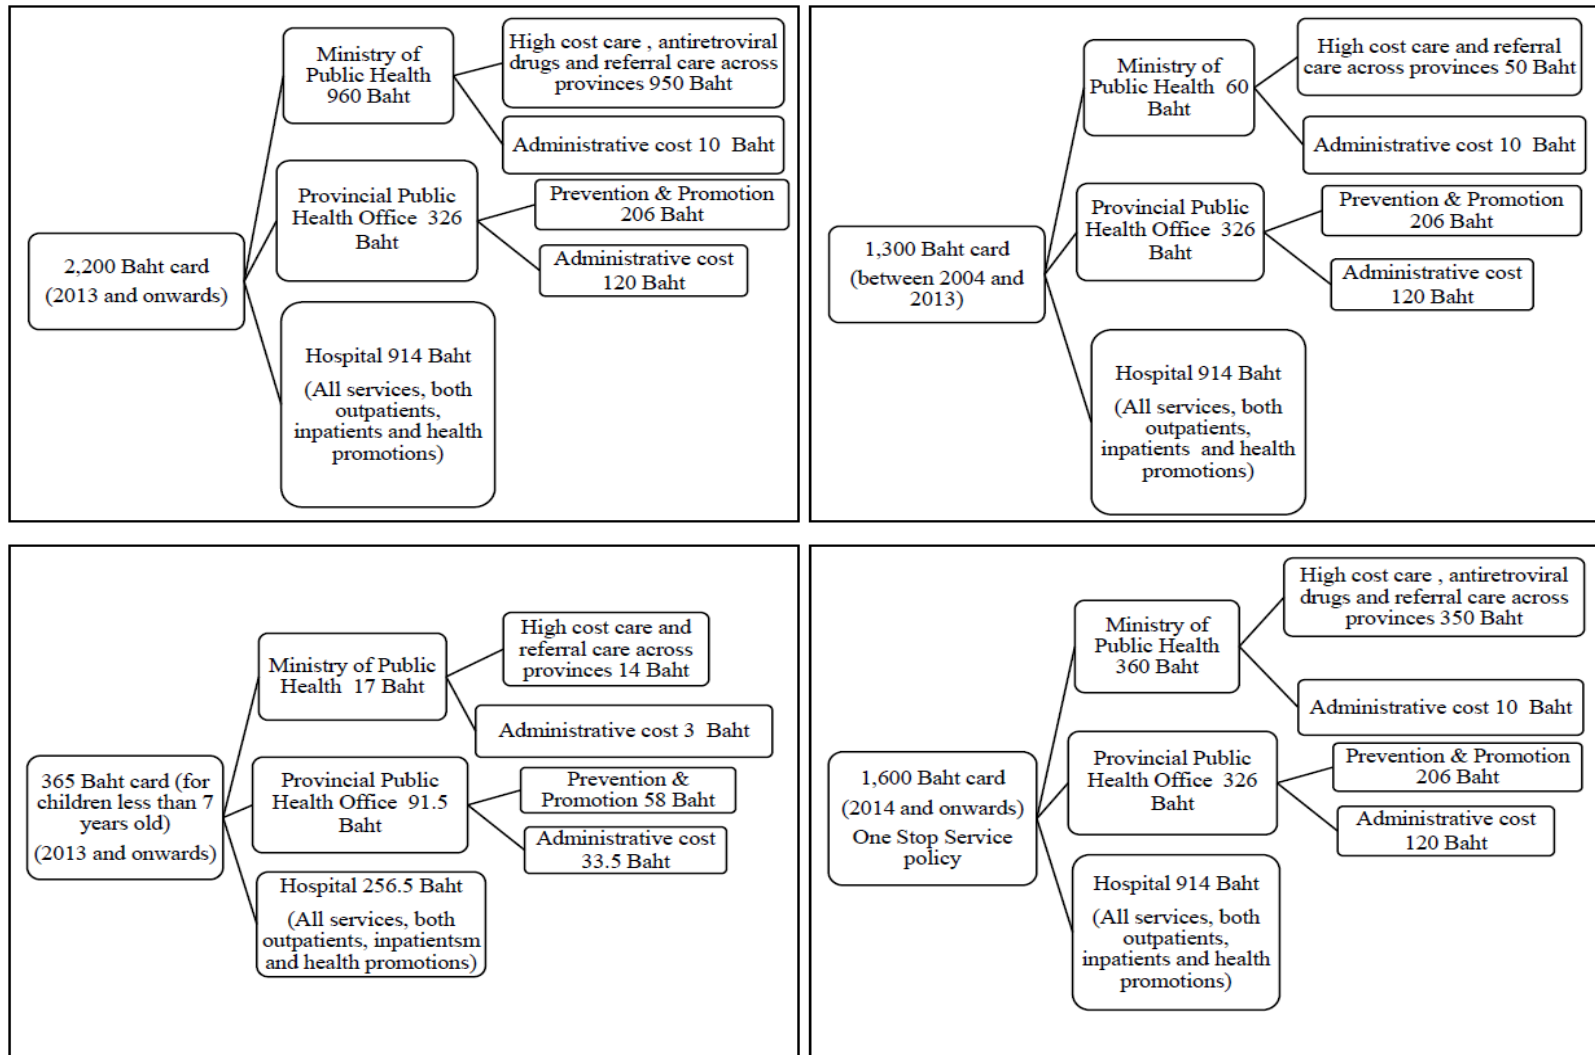 2,200 Baht card
(2013 and onwards)
Ministry of
Public Health
960 Baht
High cost care , antiretroviral
drugs and referral care across
provinces 950 Baht
Administrative cost 10 Baht
Provincial Public
Health Office 326
Baht
Prevention & Promotion
206 Baht
Administrative cost
120 Baht
Hospital 914 Baht
(All services, both
outpatients,
inpatients and health
promotions)
1,300 Baht card
(between 2004 and
2013)
Ministry of
Public Health 60
Baht
High cost care and referral
care across provinces 50 Baht
Administrative cost 10 Baht
Provincial Public
Health Office 326
Baht
Prevention & Promotion
206 Baht
Administrative cost
120 Baht
Hospital 914 Baht
(All services, both
outpatients,
inpatients and health
promotions)
365 Baht card (for
children less than 7
years old)
(2013 and onwards)
Ministry of Public
Health 17 Baht
High cost care and
referral care across
provinces 14 Baht
Administrative cost 3 Baht
Provincial Public
Health Office 91.5
Baht
Prevention &
Promotion 58 Baht
Administrative cost
33.5 Baht
Hospital 256.5 Baht
(All services, both
outpatients, inpatientsm
and health promotions)
1,600 Baht card
(2014 and onwards)
One Stop Service
policy
Ministry of
Public Health
360 Baht
High cost care , antiretroviral
drugs and referral care across
provinces 350 Baht
Administrative cost 10 Baht
Provincial Public
Health Office 326
Baht
Prevention & Promotion
206 Baht
Administrative cost
120 Baht
Hospital 914 Baht
(All services, both
outpatients,
inpatients and health
promotions)